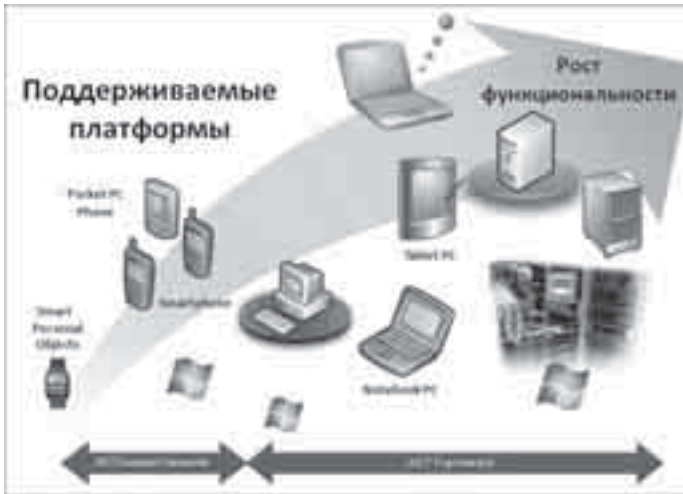 Поддерживаемые
платформы
Рост
функциональности
Pocket PC
Phone
Smartphone
Smart
Personal
Objects
Tablet PC
Notebook PC